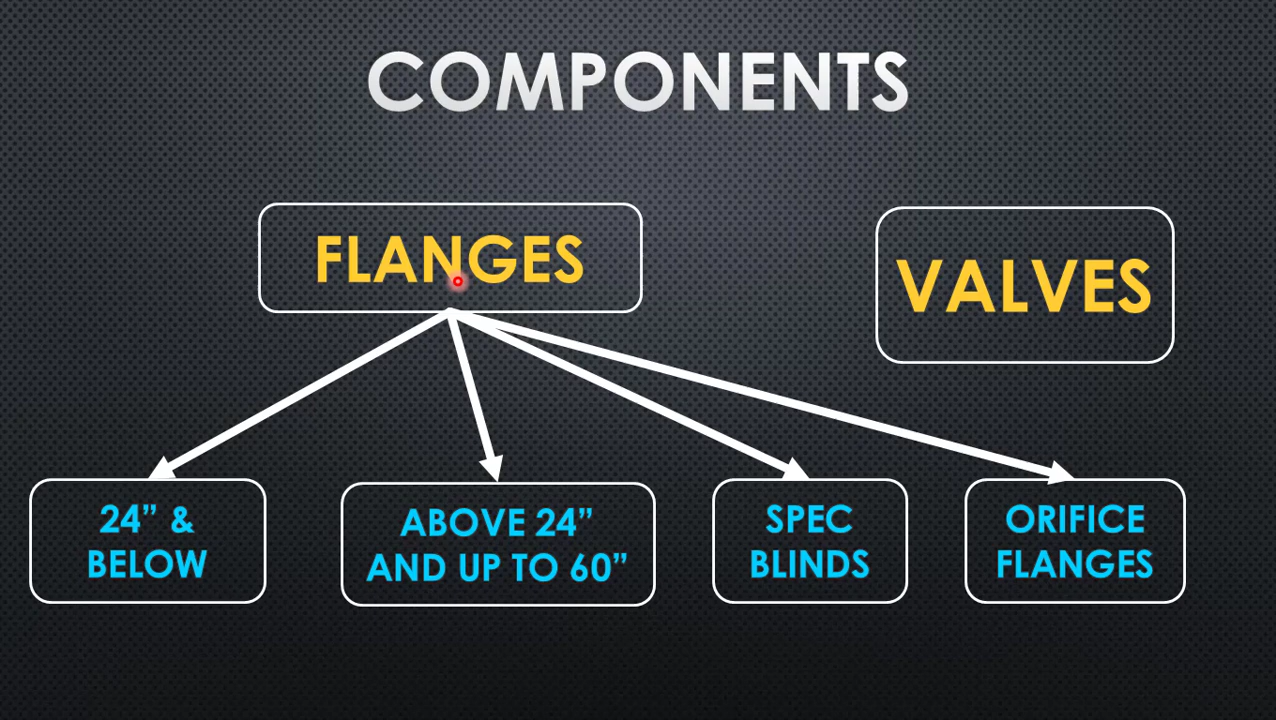 COMPONENTS
FLANGES
VALVES
24” &
BELOW
ABOVE 24”
AND UP TO 60”
SPEC
BLINDS
ORIFICE
FLANGES